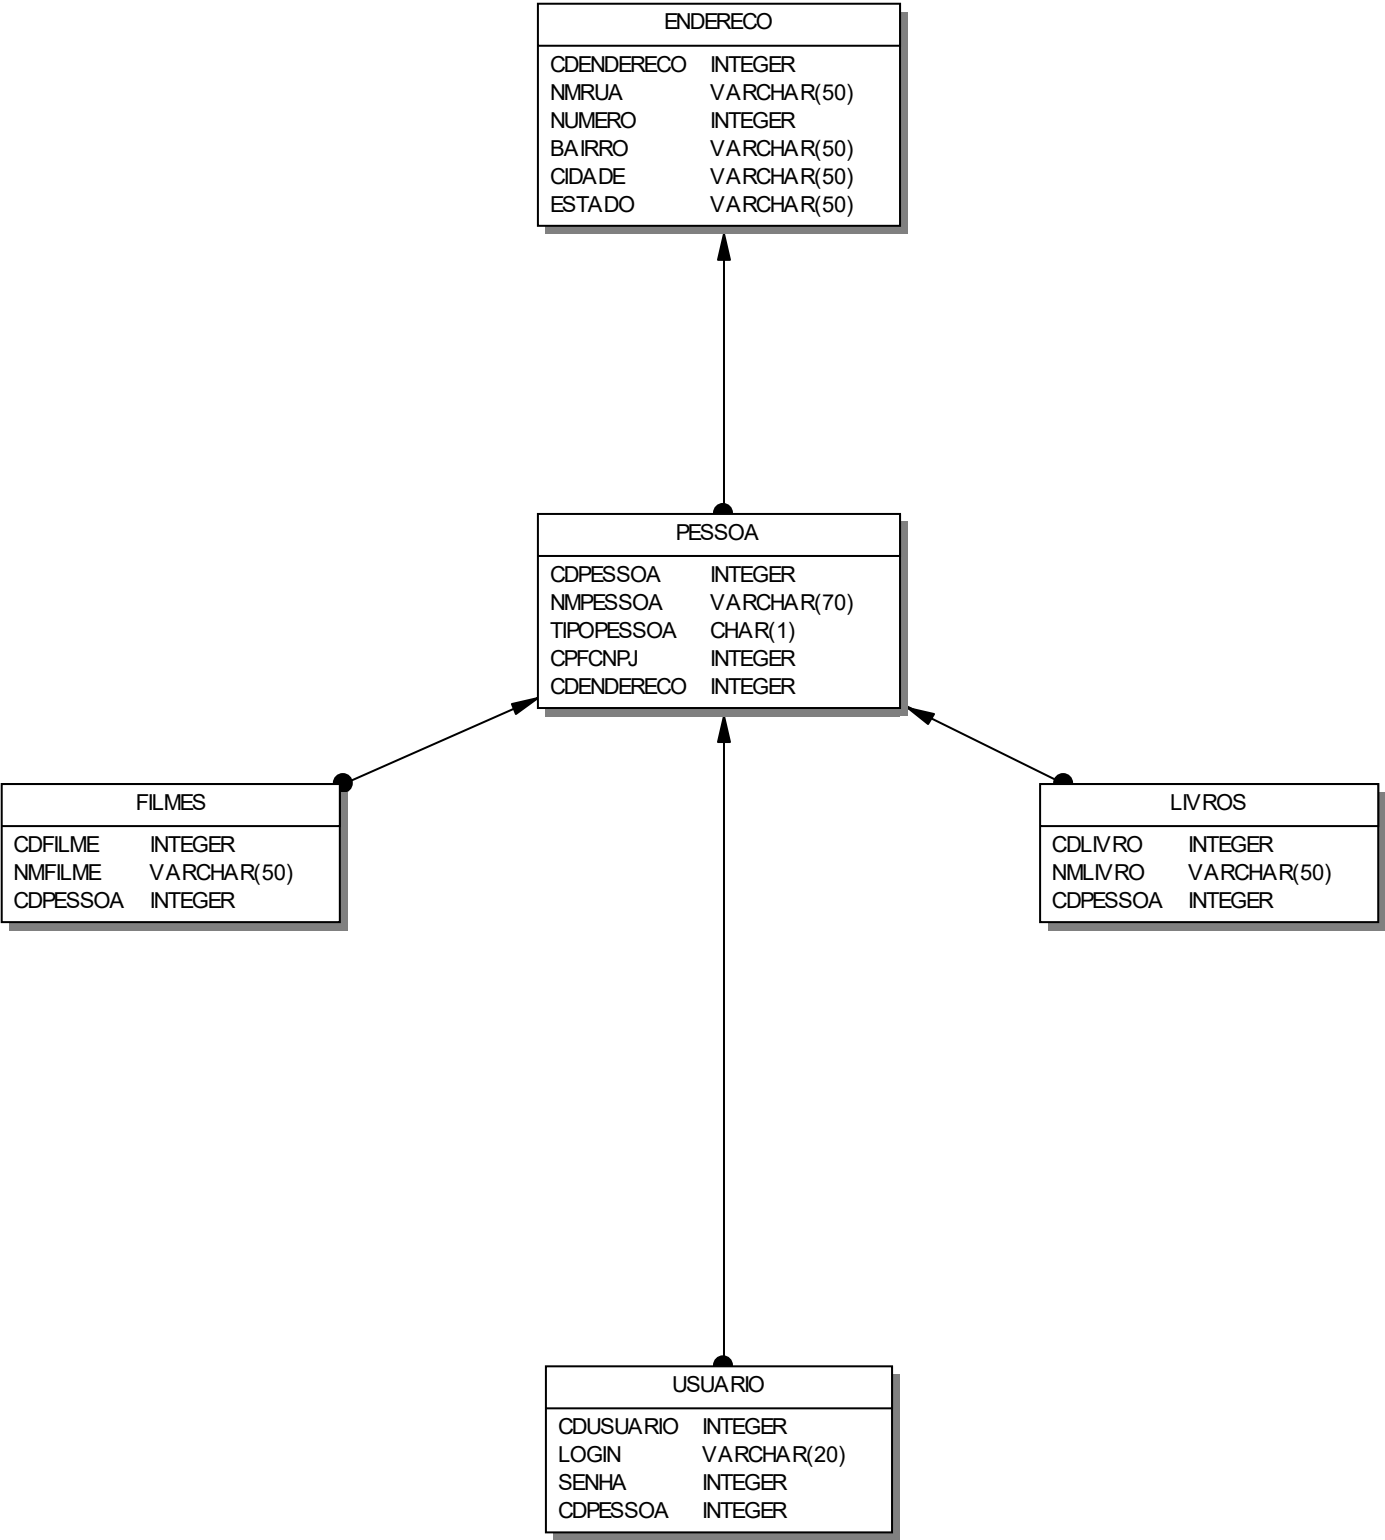 ENDERECO
CDENDERECO INTEGER
NMRUA VARCHAR(50)
NUMERO INTEGER
BAIRRO VARCHAR(50)
CIDADE VARCHAR(50)
ESTADO VARCHAR(50)
PESSOA
CDPESSOA INTEGER
NMPESSOA VARCHAR(70)
TIPOPESSOA CHAR(1)
CPFCNPJ INTEGER
CDENDERECO INTEGER
FILMES
CDFILME INTEGER
NMFILME VARCHAR(50)
CDPESSOA INTEGER
LIVROS
CDLIVRO INTEGER
NMLIVRO VARCHAR(50)
CDPESSOA INTEGER
USUARIO
CDUSUARIO INTEGER
LOGIN VARCHAR(20)
SENHA INTEGER
CDPESSOA INTEGER